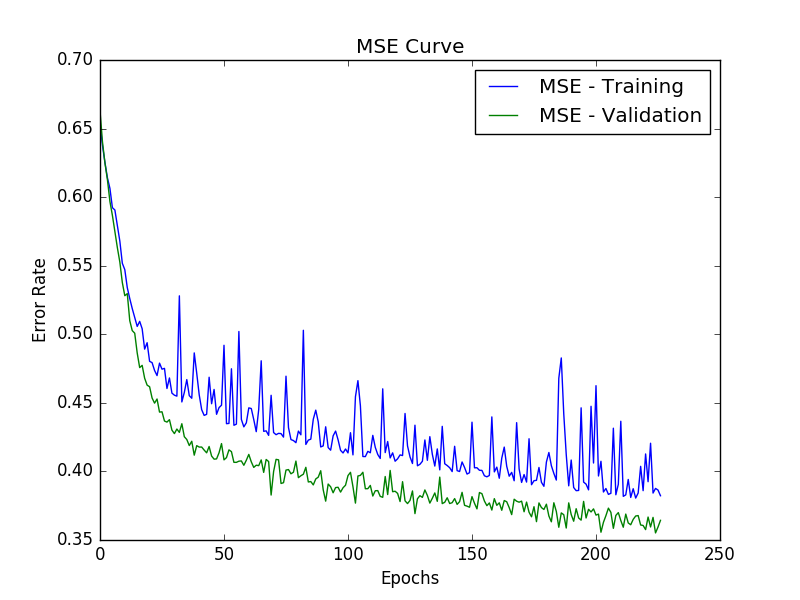 MSE Curve
MSE - Training
MSE - Validation
Error Rate
0.70
0.65
0.60
0.55
0.50
0.45
0.40
0.35
0
50
100
150
200
250
Epochs